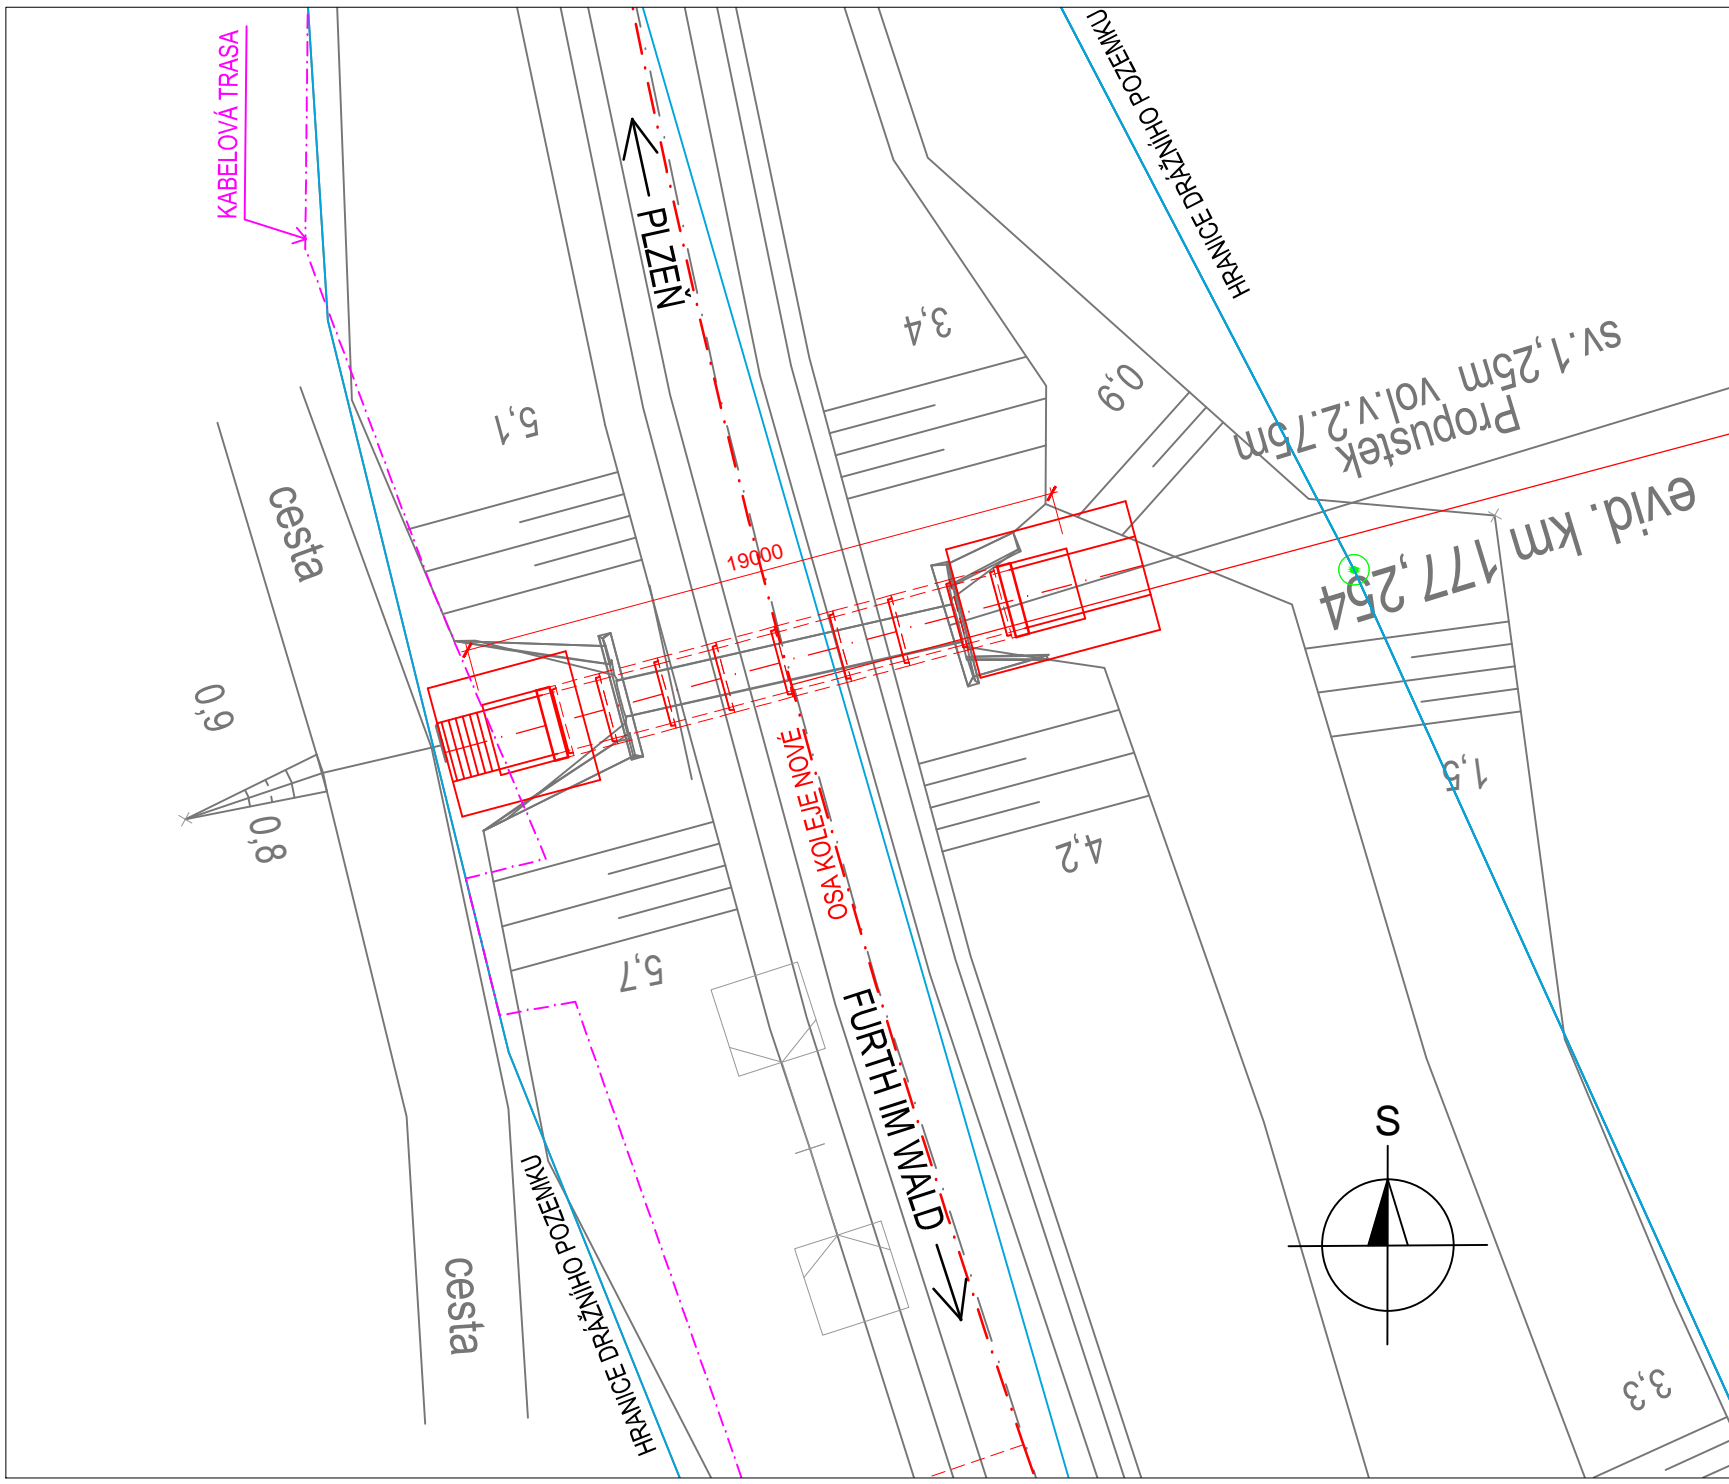 KABELOVÁ TRASA
HRANICE DRÁŽNÍHO POZEMKU
PLZEŇ
3,4
0,9
5,1
sv.1,25m vol.v.2.75m
Propustek
evid. km 177,254
cesta
19000
0,9
0,8
OSA KOLEJE NOVÉ
1,5
4,2
5,7
FURTH IM WALD
S
HRANICE DRÁŽNÍHO POZEMKU
cesta
3,3